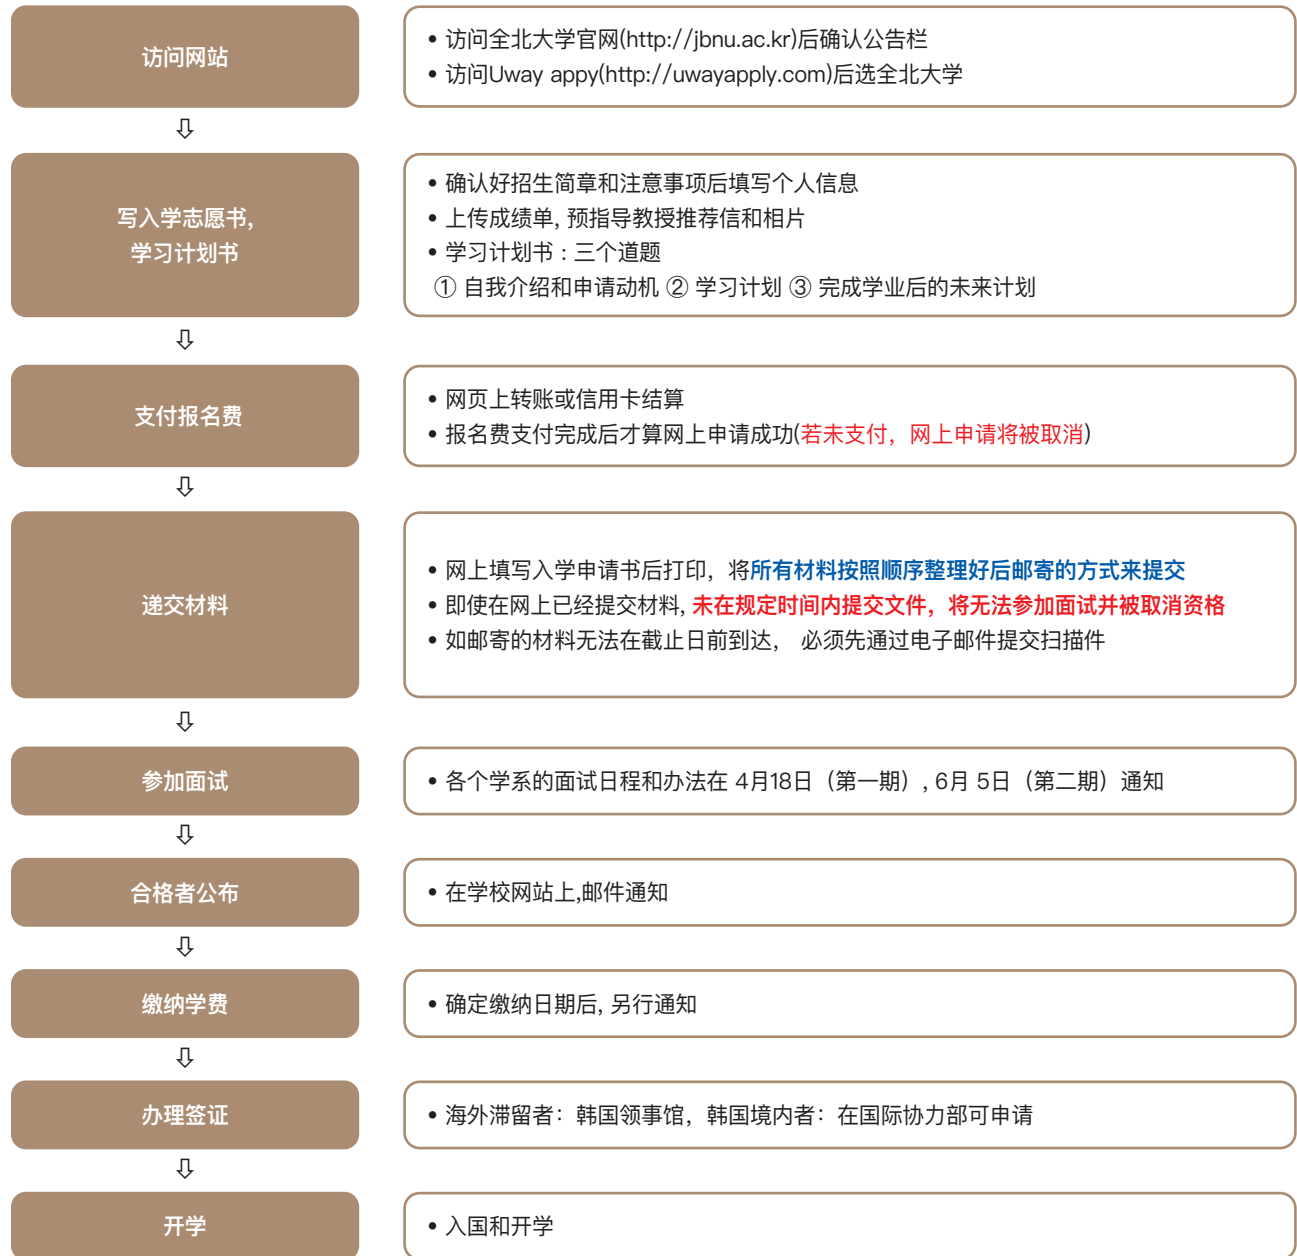 访问网站
• 访问全北大学官网(http://jbnu.ac.kr)后确认公告栏
• 访问Uway appy(http://uwayapply.com)后选全北大学
⇩
写入学志愿书,
学习计划书
• 确认好招生简章和注意事项后填写个人信息
• 上传成绩单, 预指导教授推荐信和相片
• 学习计划书 : 三个道题
① 自我介绍和申请动机 ② 学习计划 ③ 完成学业后的未来计划
⇩
支付报名费
• 网页上转账或信用卡结算
• 报名费支付完成后才算网上申请成功(若未支付，网上申请将被取消)
⇩
递交材料
• 网上填写入学申请书后打印，将所有材料按照顺序整理好后邮寄的方式来提交
• 即使在网上已经提交材料, 未在规定时间内提交文件，将无法参加面试并被取消资格
• 如邮寄的材料无法在截止日前到达， 必须先通过电子邮件提交扫描件
⇩
参加面试
• 各个学系的面试日程和办法在 4月18日（第一期）, 6月 5日（第二期）通知
⇩
合格者公布
• 在学校网站上,邮件通知
⇩
缴纳学费
• 确定缴纳日期后, 另行通知
⇩
办理签证
• 海外滞留者：韩国领事馆，韩国境内者：在国际协力部可申请
⇩
开学
• 入国和开学